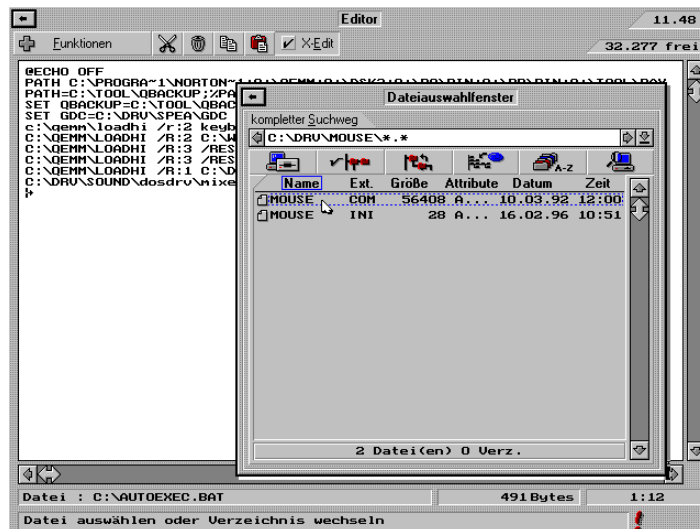 Editor
11.48
Funktionen
X-Edit
32.277 frei
@ECHO OFF
PATH C:\PROGRA~1\NORTON~
PATH=C:\TOOL\QBACKUP;%PA
SET QBACKUP=C:\TOOL\QBAC
SET GDC=C:\DRV\SPEA\GDC
c:\qemm\loadhi /r:2 keyb
C:\QEMM\LOADHI /R:2 C:\W
C:\QEMM\LOADHI /R:3 /RES
C:\QEMM\LOADHI /R:3 /RES
C:\QEMM\LOADHI /R:1 C:\D
C:\DRV\SOUND\dosdrv\mixe
Dateiauswahlfenster
kompletter Suchweg
C:\DRV\MOUSE\*.*
A-Z
Name Ext. Größe Attribute Datum Zeit
MOUSE COM 56408 A... 10.03.92 12:00
MOUSE INI 28 A... 16.02.96 10:51
2 Datei(en) 0 Verz.
Datei : C:\AUTOEXEC.BAT
491 Bytes
1:12
Datei auswählen oder Verzeichnis wechseln